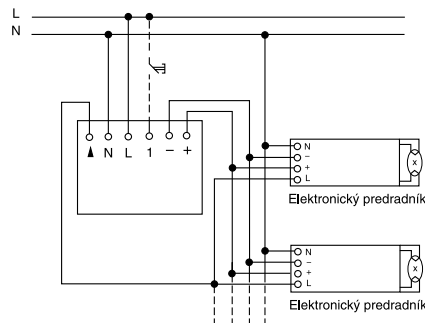 L
N
N L 1 − +
N
−
+
L
x
Elektronický predradník
N
−
+
L
x
Elektronický predradník